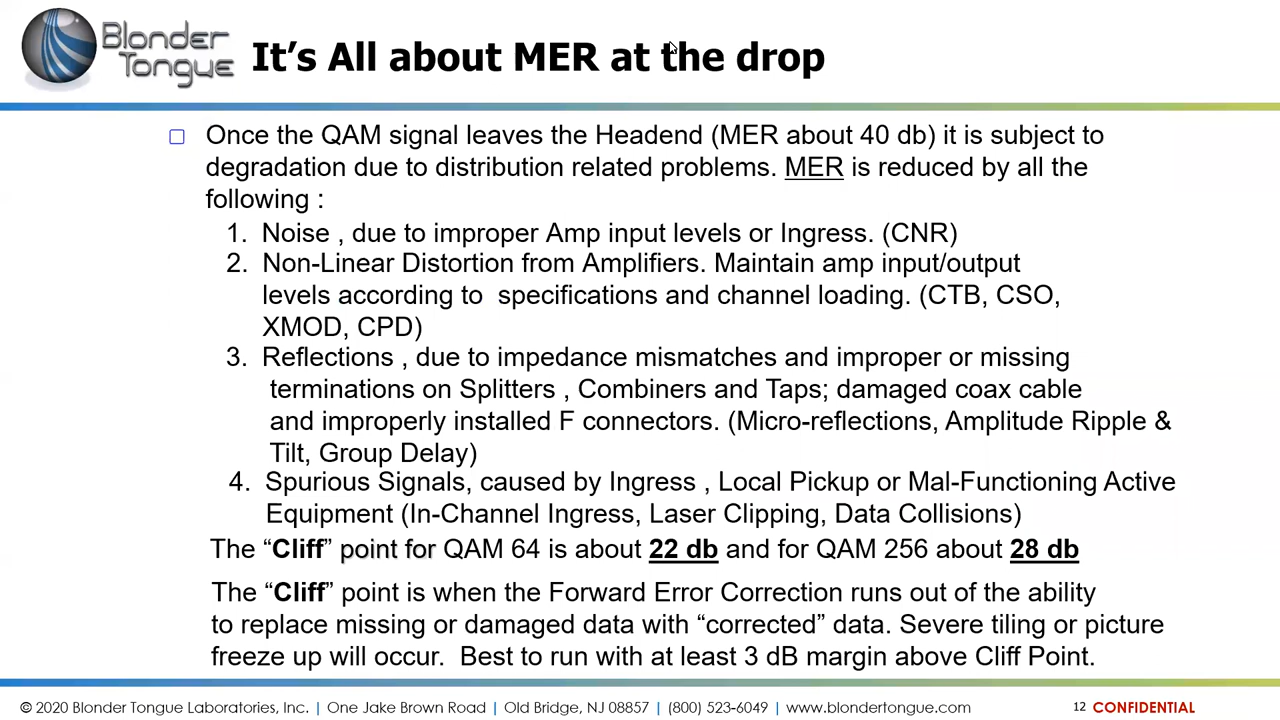 Blonder Tongue
It's All about MER at the drop
Once the QAM signal leaves the Headend (MER about 40 db) it is subject to
degradation due to distribution related problems. MER is reduced by all the
following :
1. Noise , due to improper Amp input levels or Ingress. (CNR)
2. Non-Linear Distortion from Amplifiers. Maintain amp input/output
levels according to specifications and channel loading. (CTB, CSO,
XMOD, CPD)
3. Reflections , due to impedance mismatches and improper or missing
terminations on Splitters , Combiners and Taps; damaged coax cable
and improperly installed F connectors. (Micro-reflections, Amplitude Ripple &
Tilt, Group Delay)
4. Spurious Signals, caused by Ingress , Local Pickup or Mal-Functioning Active
Equipment (In-Channel Ingress, Laser Clipping, Data Collisions)
The “Cliff” point for QAM 64 is about 22 db and for QAM 256 about 28 db
The “Cliff” point is when the Forward Error Correction runs out of the ability
to replace missing or damaged data with “corrected” data. Severe tiling or picture
freeze up will occur. Best to run with at least 3 dB margin above Cliff Point.
© 2020 Blonder Tongue Laboratories, Inc. | One Jake Brown Road | Old Bridge, NJ 08857 | (800) 523-6049 | www.blondertongue.com 12 CONFIDENTIAL